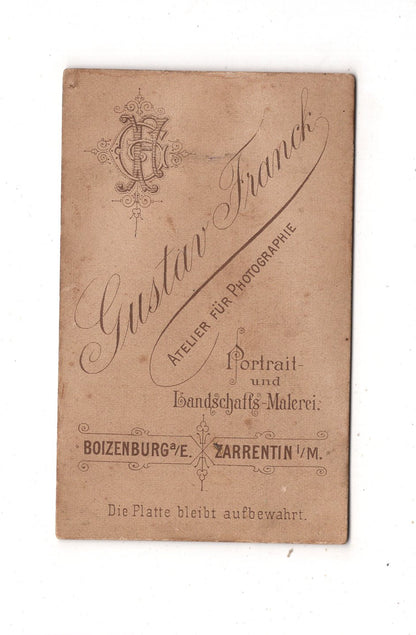 GF
Gustav Franck
ATELIER FÜR PHOTOGRAPHIE
Portrait-
und
Landschafts-Malerei.
BOIZENBURG a/E. ZARRENTIN i/M.
Die Platte bleibt aufbewahrt.